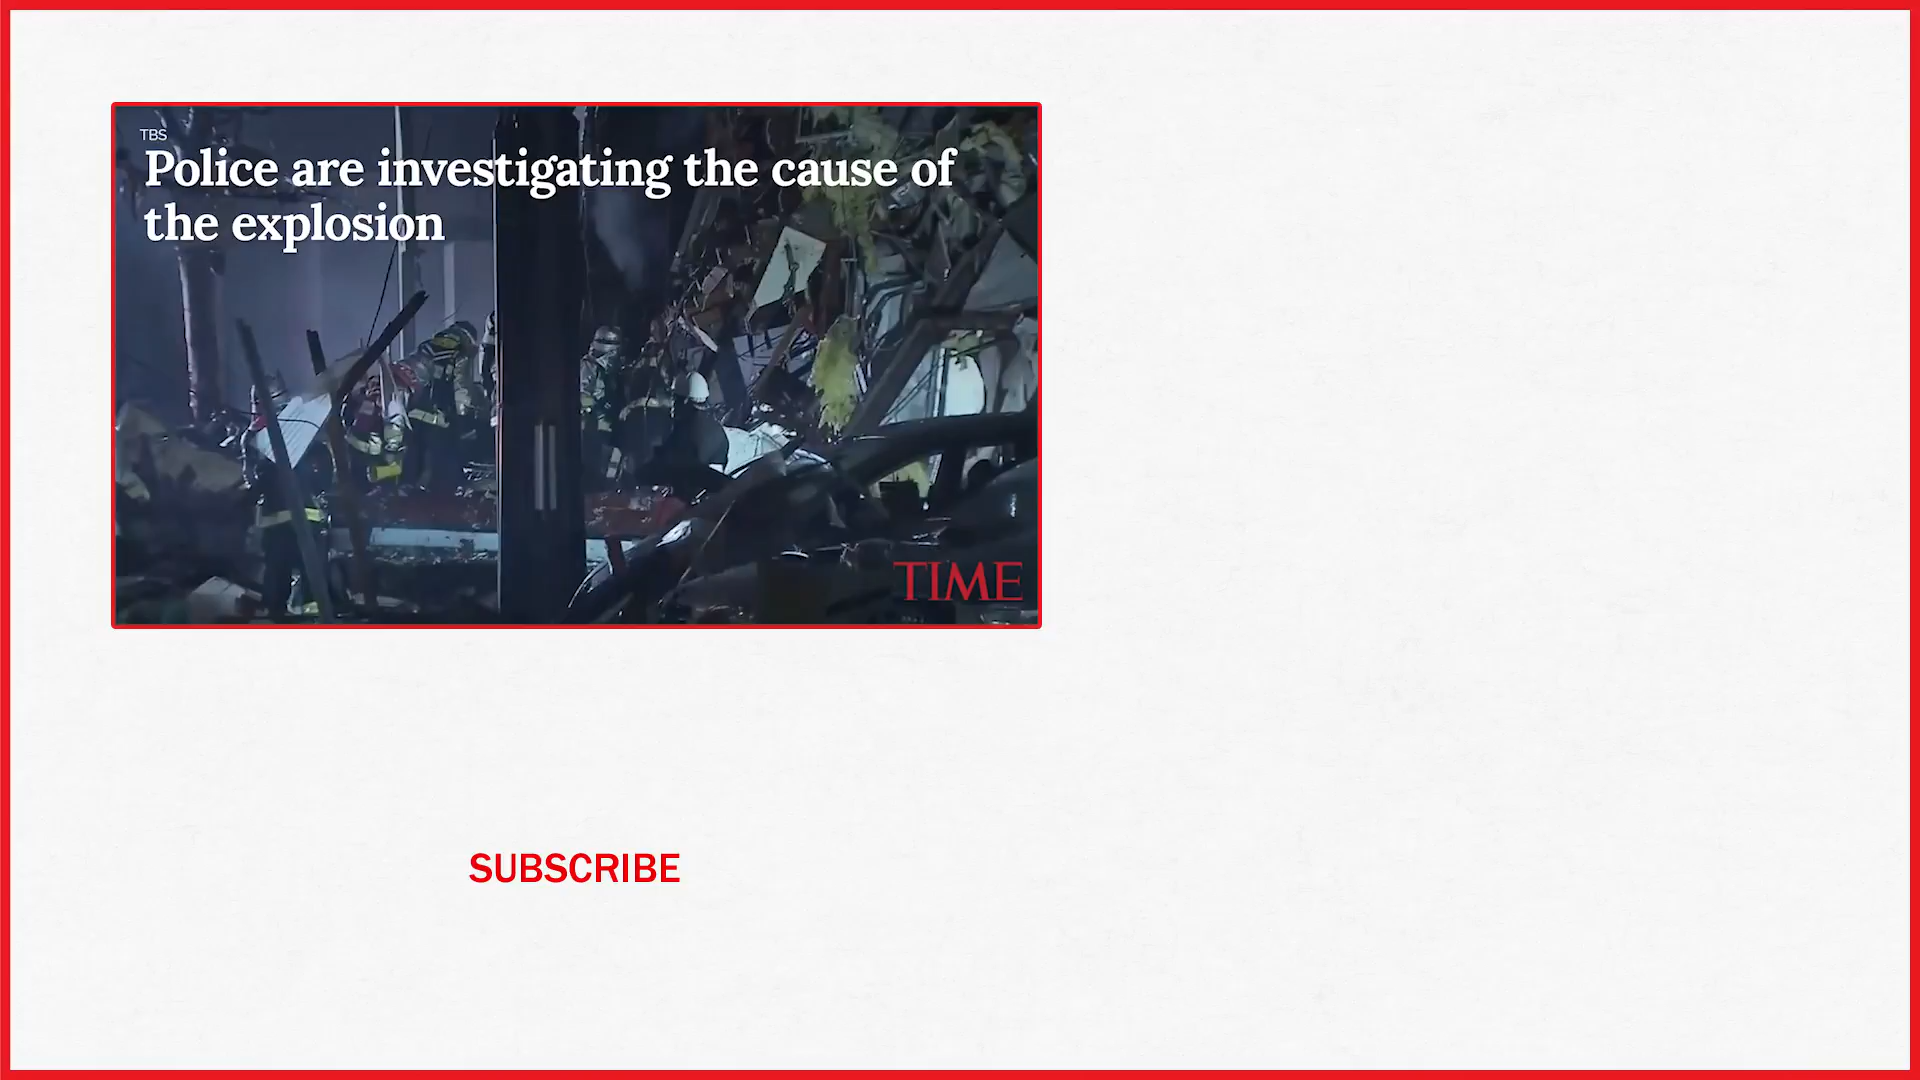 TBS
Police are investigating the cause of
the explosion
TIME
SUBSCRIBE